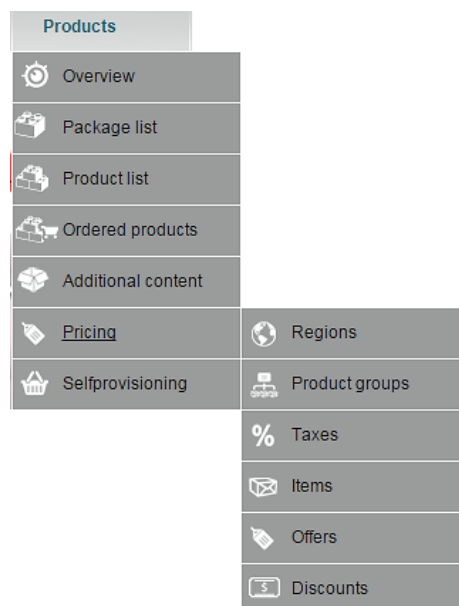 Products
Overview
Package list
Product list
Ordered products
Additional content
Pricing
Selfprovisioning
Regions
Product groups
% Taxes
Items
Offers
$ Discounts